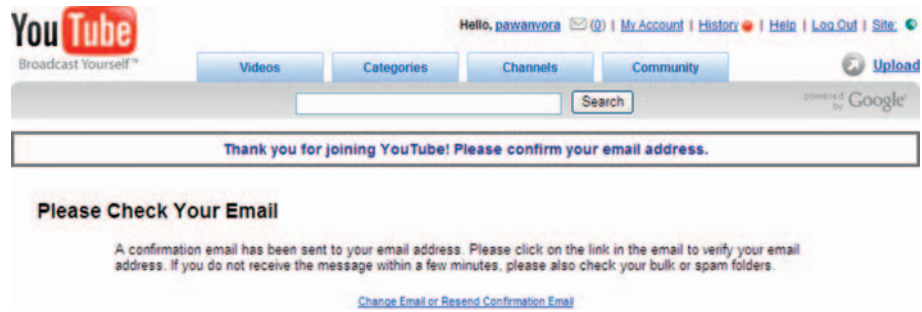 You Tube
Broadcast Yourself™
Hello, pawanvora (0) | My Account | History | Help | Log Out | Site:
Videos Categories Channels Community Upload
Search powered by Google
Thank you for joining YouTube! Please confirm your email address.
Please Check Your Email
A confirmation email has been sent to your email address. Please click on the link in the email to verify your email
address. If you do not receive the message within a few minutes, please also check your bulk or spam folders.
Change Email or Resend Confirmation Email